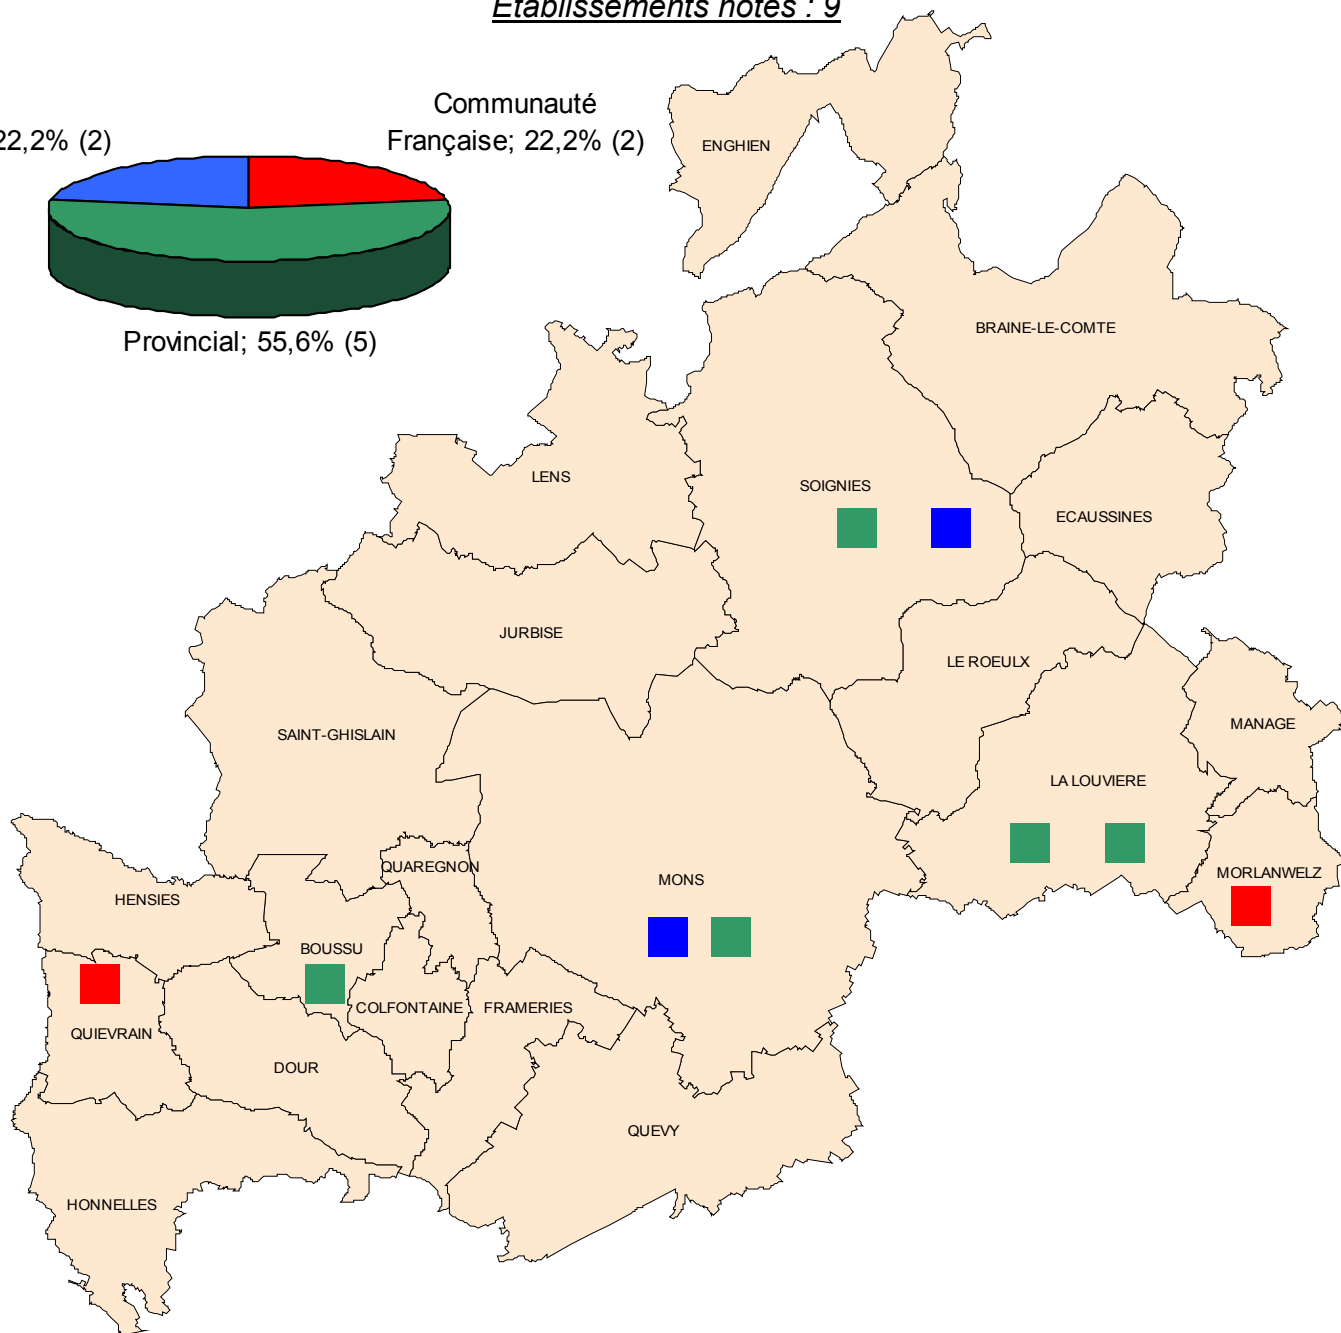 Etablissements notés : 9
Communauté
Française; 22,2% (2)
22,2% (2)
Provincial; 55,6% (5)
ENGHIEN
BRAINE-LE-COMTE
LENS
SOIGNIES
ECAUSSINES
JURBISE
LE ROEULX
SAINT-GHISLAIN
MANAGE
LA LOUVIERE
QUAREGNON
MONS
MORLANWELZ
HENSIES
BOUSSU
COLFONTAINE
FRAMERIES
QUIEVRAIN
DOUR
QUEVY
HONNELLES